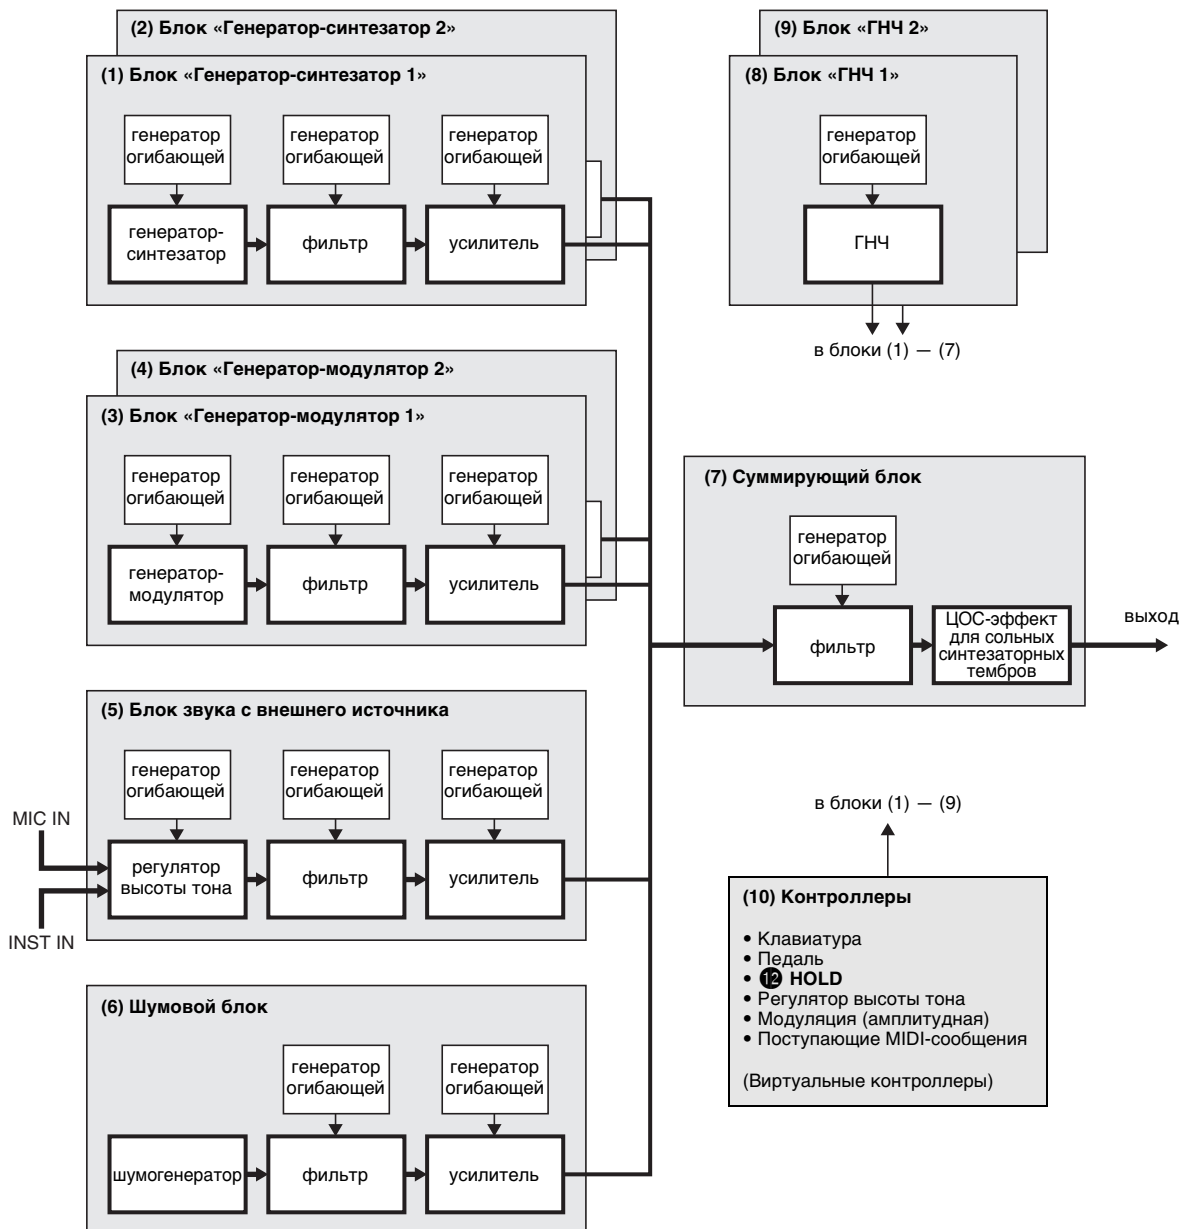 (2) Блок «Генератор-синтезатор 2»
(1) Блок «Генератор-синтезатор 1»
генератор
огибающей
генератор
огибающей
генератор
огибающей
генератор-
синтезатор
фильтр
усилитель
(9) Блок «ГНЧ 2»
(8) Блок «ГНЧ 1»
генератор
огибающей
ГНЧ
в блоки (1) — (7)
(4) Блок «Генератор-модулятор 2»
(3) Блок «Генератор-модулятор 1»
генератор
огибающей
генератор
огибающей
генератор
огибающей
генератор-
модулятор
фильтр
усилитель
(7) Суммирующий блок
генератор
огибающей
фильтр
ЦОС-эффект
для сольных
синтезаторных
тембров
выход
(5) Блок звука с внешнего источника
генератор
огибающей
генератор
огибающей
генератор
огибающей
MIC IN
INST IN
регулятор
высоты тона
фильтр
усилитель
(6) Шумовой блок
генератор
огибающей
генератор
огибающей
шумогенератор
фильтр
усилитель
в блоки (1) — (9)
(10) Контроллеры
• Клавиатура
• Педаль
• ⓬ HOLD
• Регулятор высоты тона
• Модуляция (амплитудная)
• Поступающие MIDI-сообщения
(Виртуальные контроллеры)